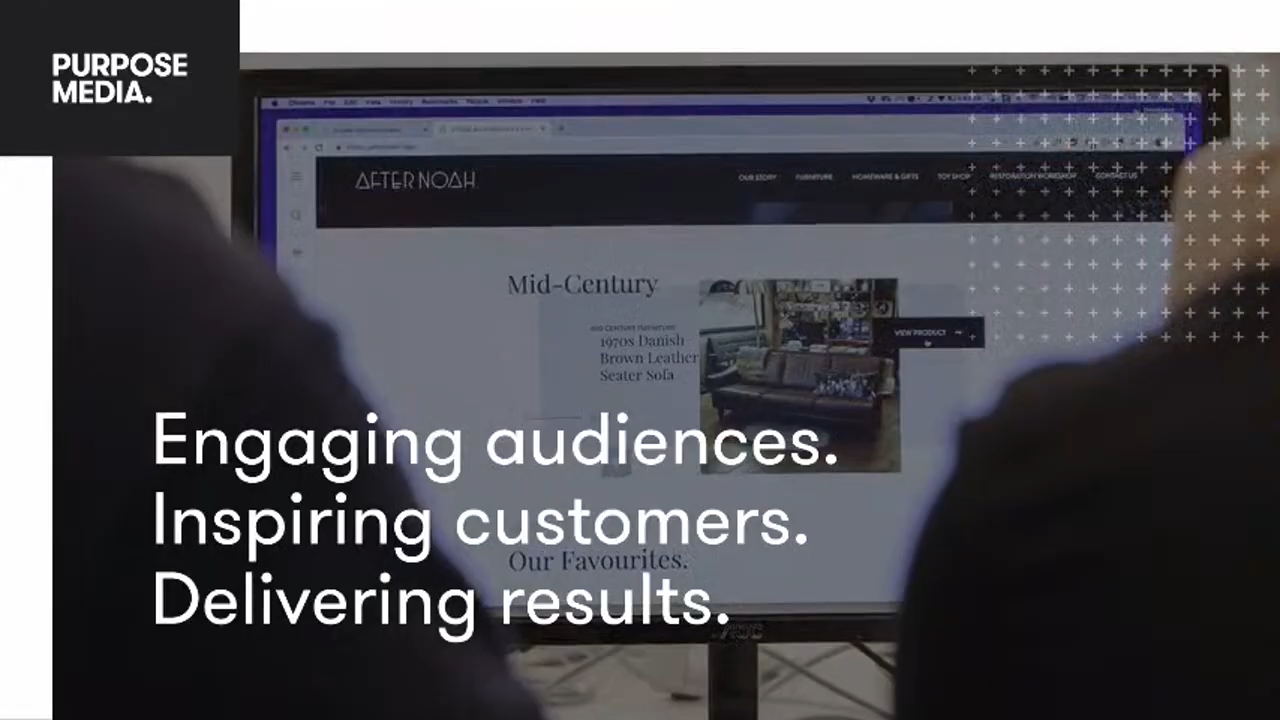 PURPOSE
MEDIA.
AFTER NOAH
OUR STORY FURNITURE HOMEWARE & GIFTS TOY SHOP RESTORATION WORKSHOP CONTACT US
Mid-Century
MID CENTURY FURNITURE
1970s Danish
Brown Leather
Seater Sofa
VIEW PRODUCT
Engaging audiences.
Inspiring customers.
Our Favourites.
Delivering results.